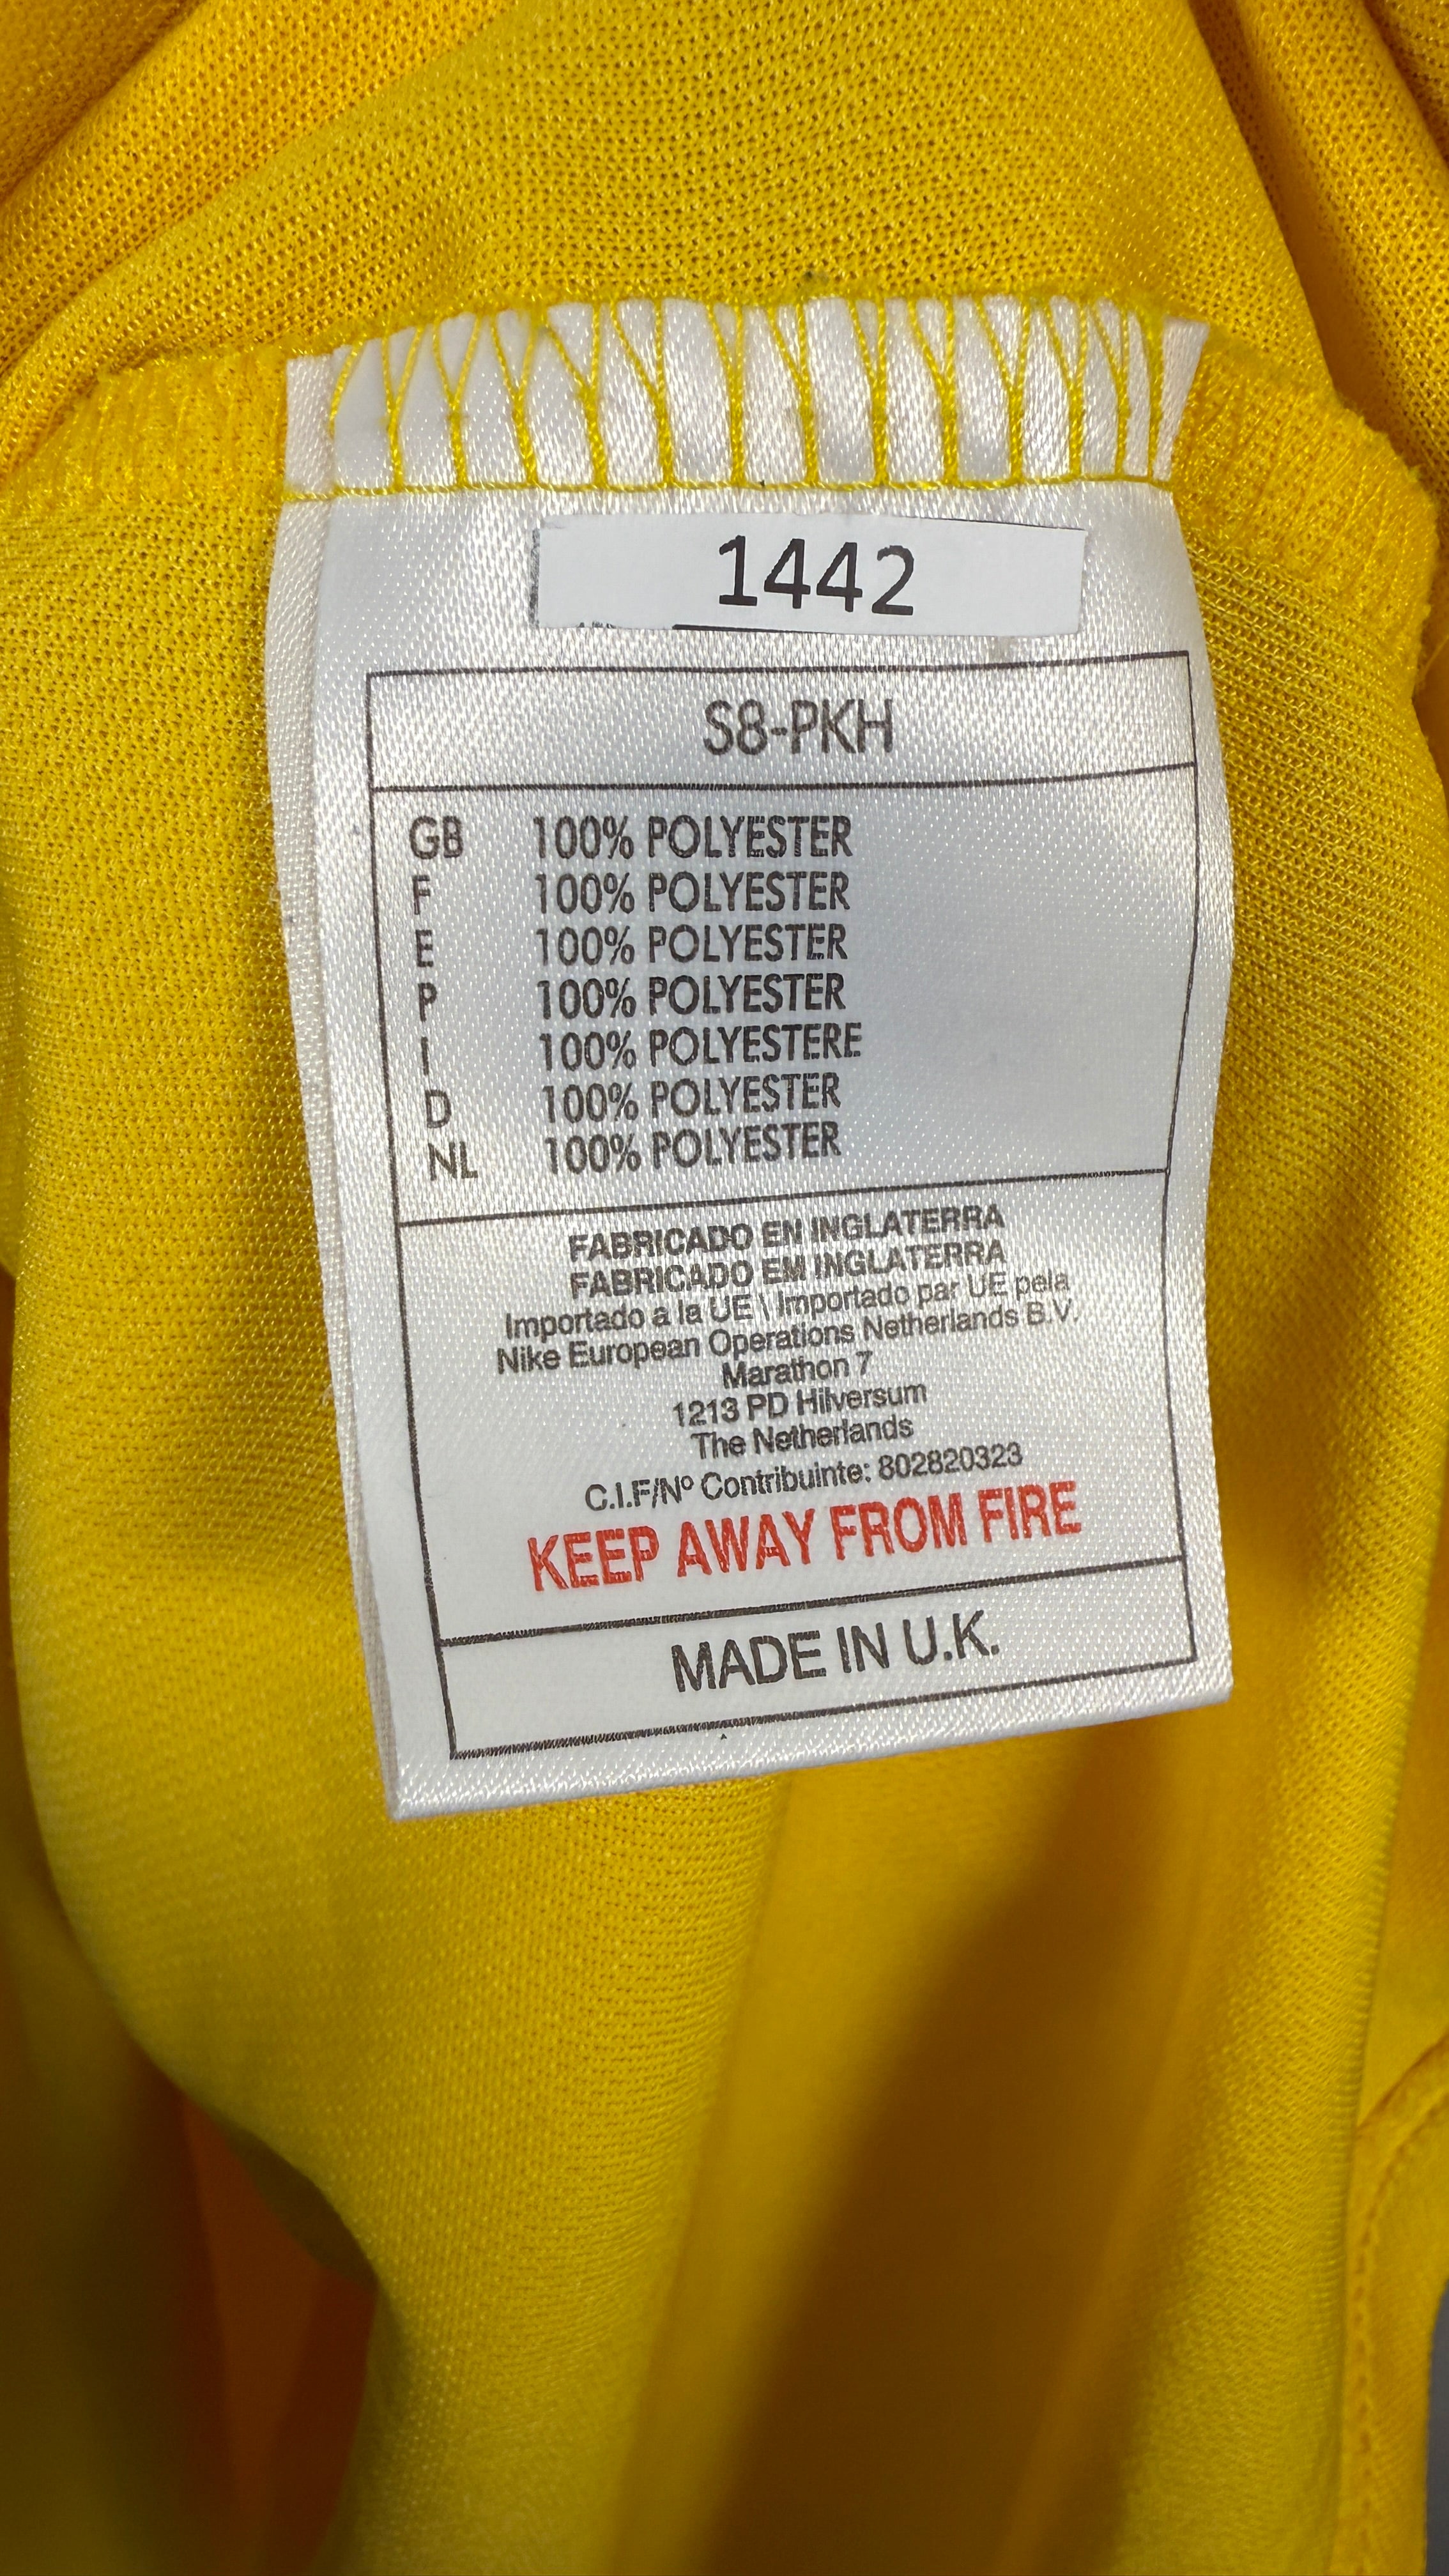 1442
S8-PKH
GB 100% POLYESTER
F 100% POLYESTER
E 100% POLYESTER
P 100% POLYESTER
I 100% POLYESTERE
D 100% POLYESTER
NL 100% POLYESTER
FABRICADO EN INGLATERRA
FABRICADO EM INGLATERRA
Importado a la UE \ Importado par UE pela
Nike European Operations Netherlands B.V.
Marathon 7
1213 PD Hilversum
The Netherlands
C.I.F/Nº Contribuinte: 802820323
KEEP AWAY FROM FIRE
MADE IN U.K.